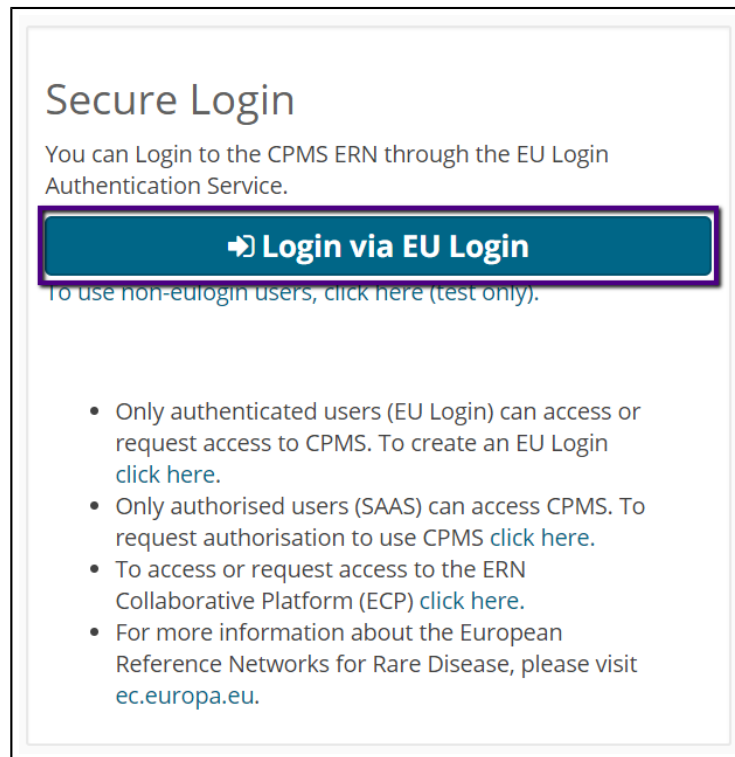 Secure Login
You can Login to the CPMS ERN through the EU Login
Authentication Service.
Login via EU Login
To use non-eulogin users, click here (test only).
• Only authenticated users (EU Login) can access or
request access to CPMS. To create an EU Login
click here.
• Only authorised users (SAAS) can access CPMS. To
request authorisation to use CPMS click here.
• To access or request access to the ERN
Collaborative Platform (ECP) click here.
• For more information about the European
Reference Networks for Rare Disease, please visit
ec.europa.eu.